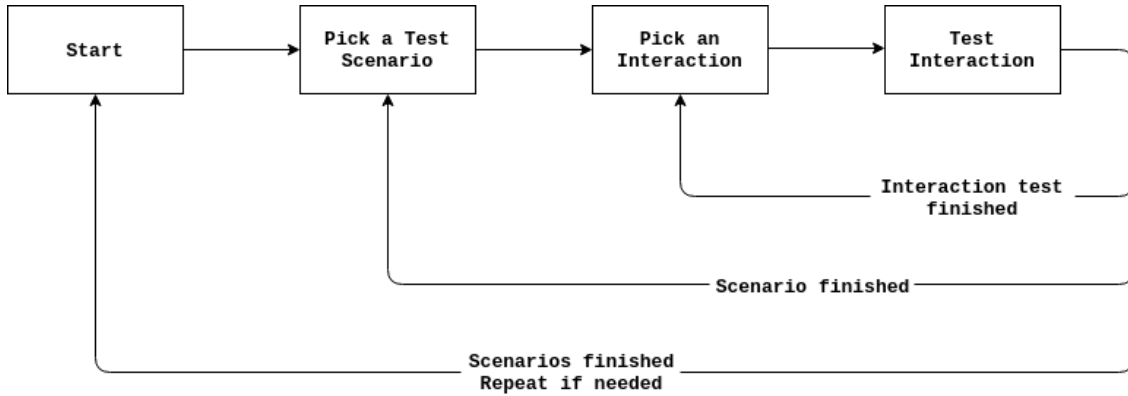 Start
Pick a Test
Scenario
Pick an
Interaction
Test
Interaction
Interaction test
finished
Scenario finished
Scenarios finished
Repeat if needed